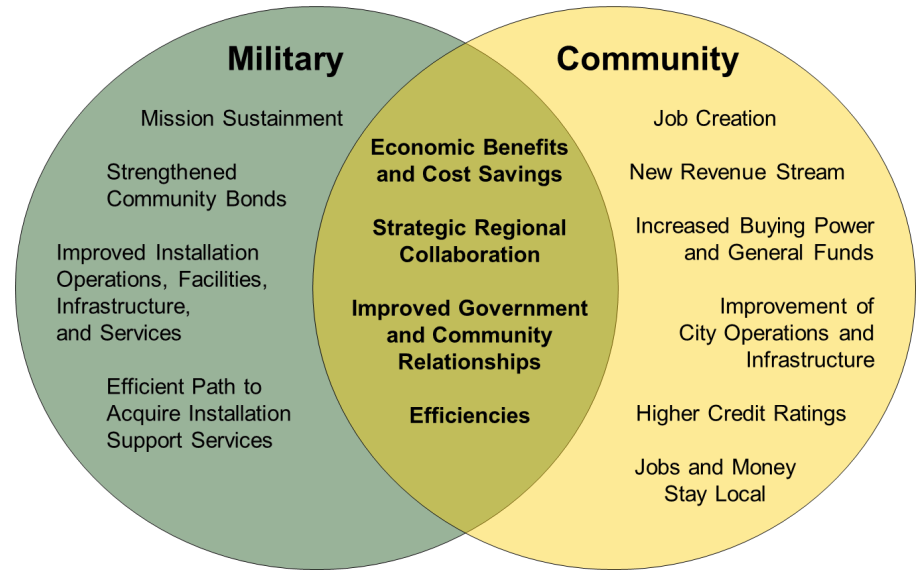 Military
Mission Sustainment
Strengthened
Community Bonds
Improved Installation
Operations, Facilities,
Infrastructure,
and Services
Efficient Path to
Acquire Installation
Support Services
Economic Benefits
and Cost Savings
Strategic Regional
Collaboration
Improved Government
and Community
Relationships
Efficiencies
Community
Job Creation
New Revenue Stream
Increased Buying Power
and General Funds
Improvement of
City Operations and
Infrastructure
Higher Credit Ratings
Jobs and Money
Stay Local